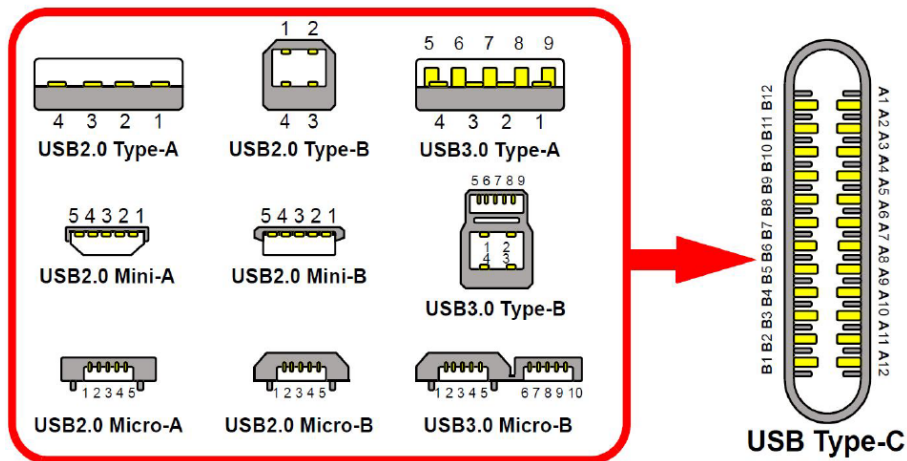 1 2
5 6 7 8 9
4 3 2 1
4 3
4 3 2 1
USB2.0 Type-A
USB2.0 Type-B
USB3.0 Type-A
5 6 7 8 9
5 4 3 2 1
5 4 3 2 1
1 2
4 3
USB2.0 Mini-A
USB2.0 Mini-B
USB3.0 Type-B
1 2 3 4 5
1 2 3 4 5
1 2 3 4 5
6 7 8 9 10
USB2.0 Micro-A
USB2.0 Micro-B
USB3.0 Micro-B
B1 B2 B3 B4 B5 B6 B7 B8 B9 B10 B11 B12
A1 A2 A3 A4 A5 A6 A7 A8 A9 A10 A11 A12
USB Type-C